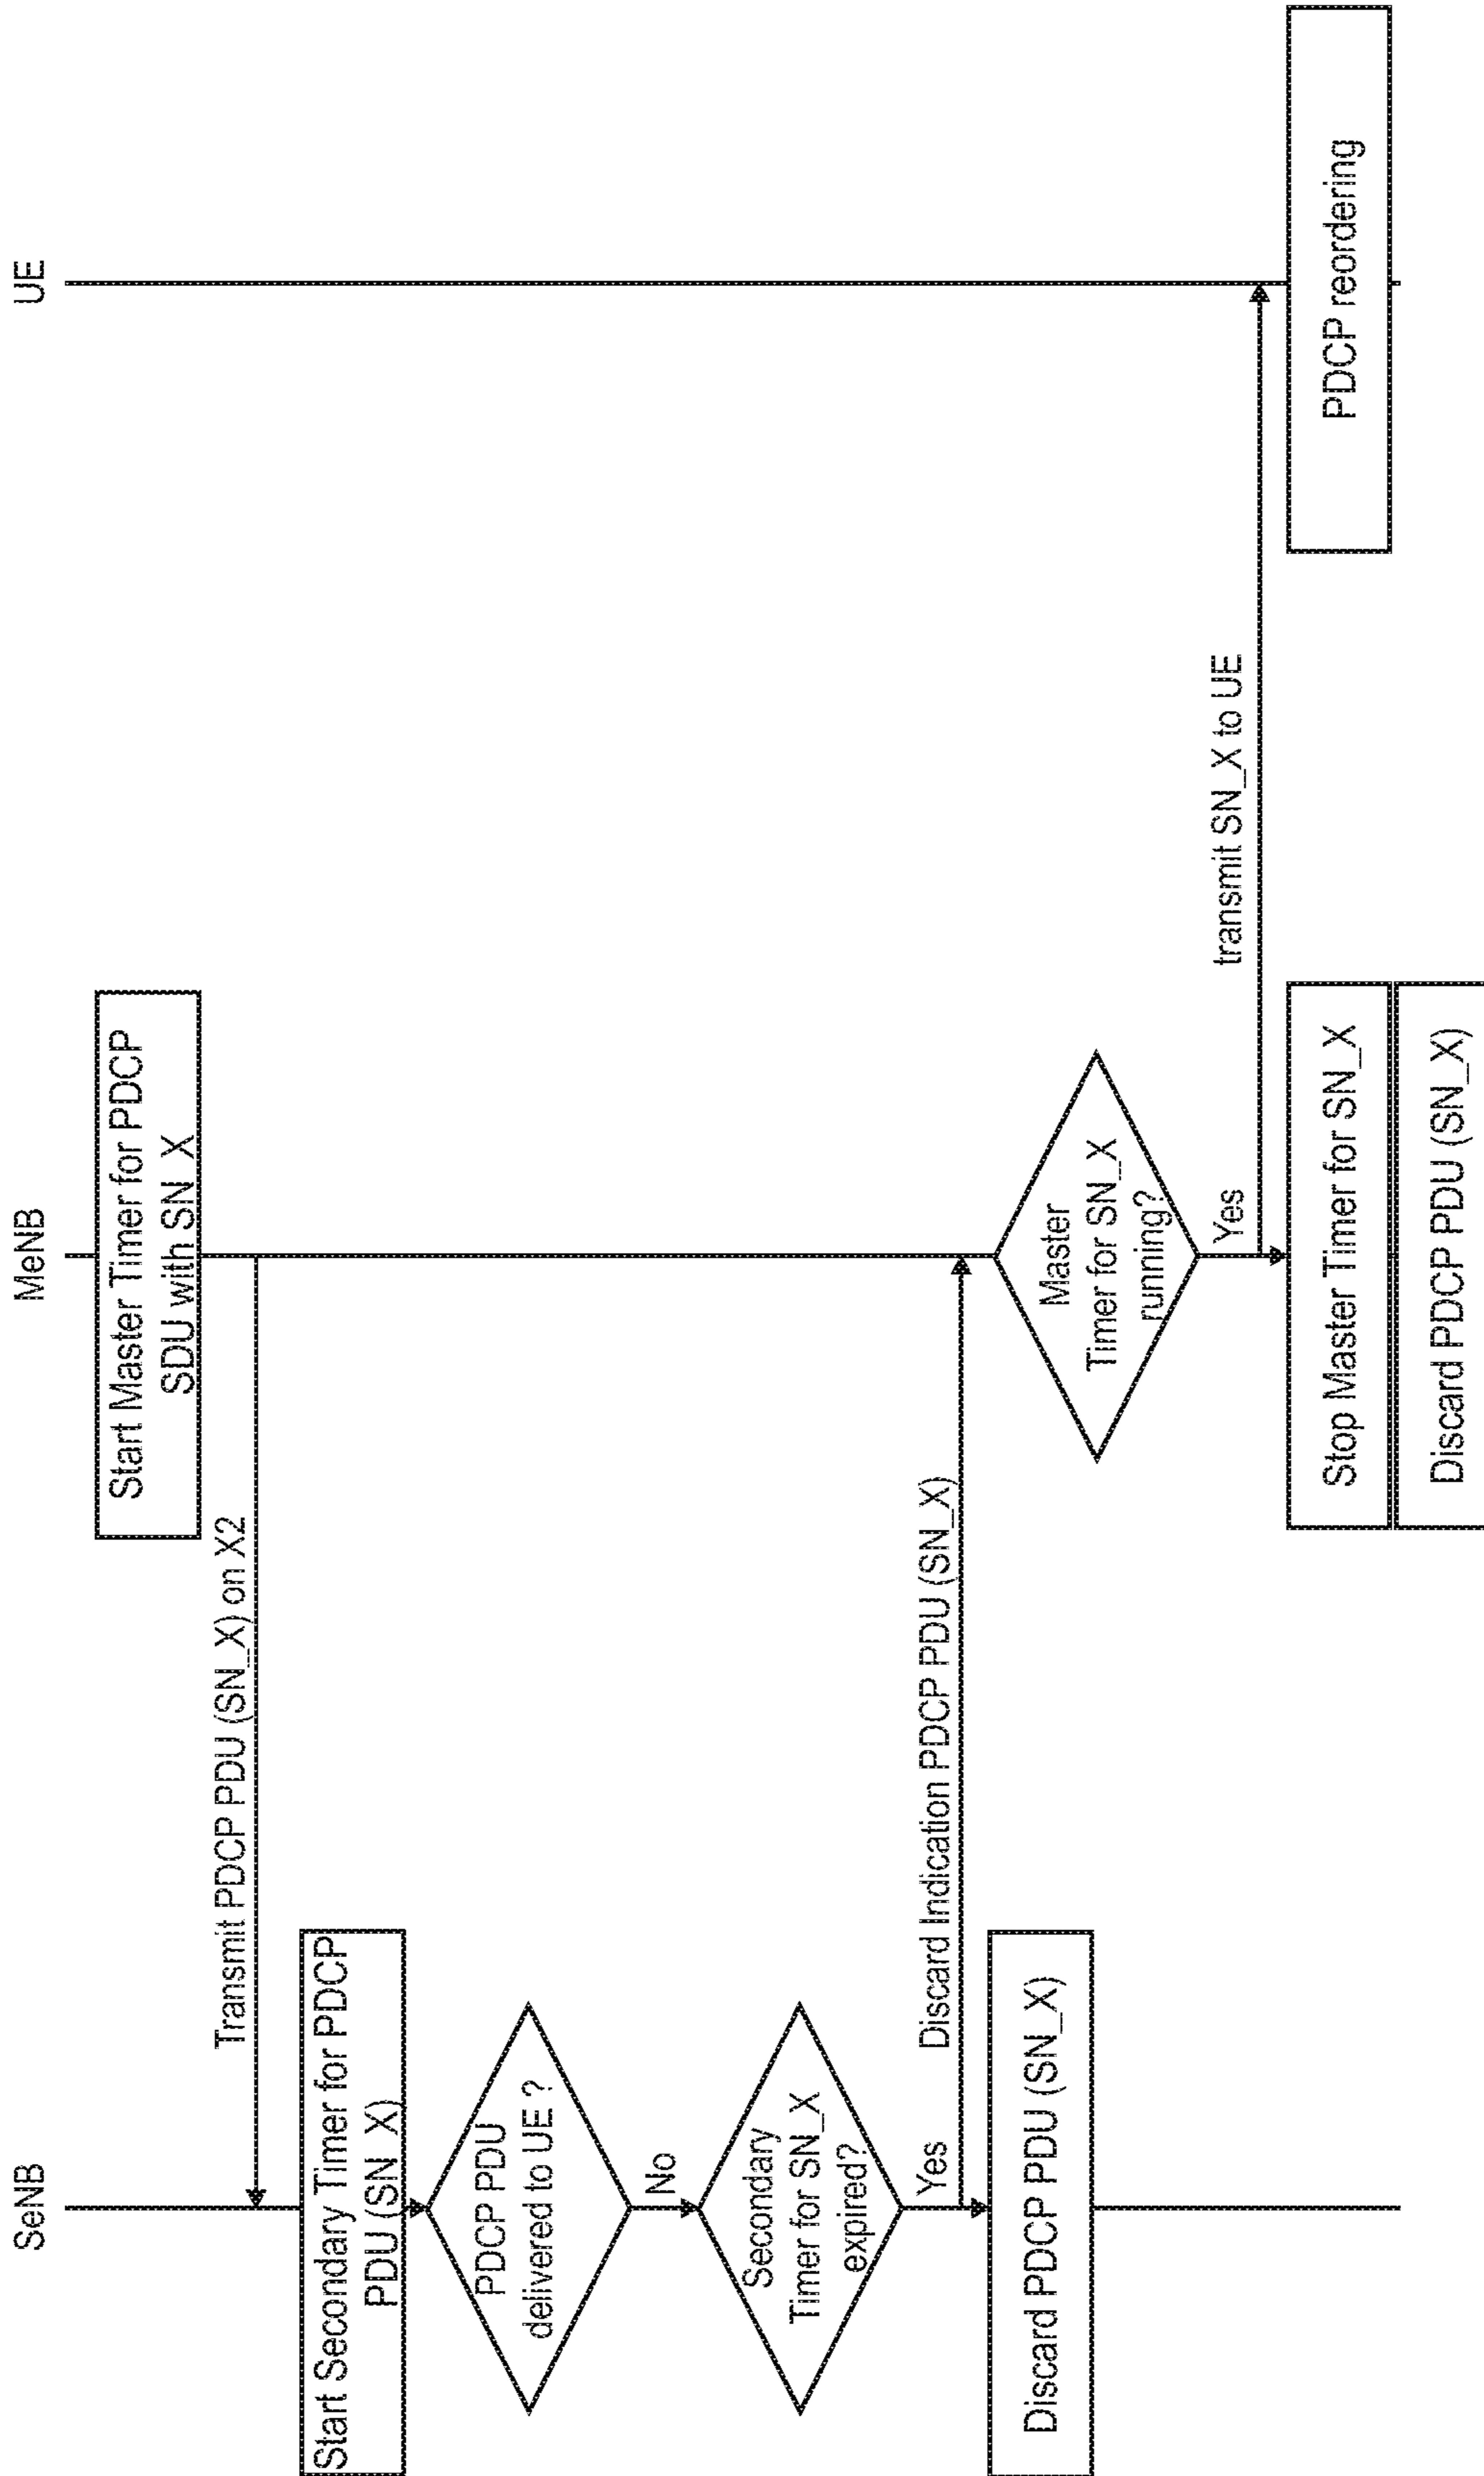 SeNB
MeNB
UE
Start Master Timer for PDCP
SDU with SN_X
Transmit PDCP PDU (SN_X) on X2
Start Secondary Timer for PDCP
PDU (SN_X)
PDCP PDU
delivered to UE ?
No
Secondary
Timer for SN_X
expired?
Yes
Discard Indication PDCP PDU (SN_X)
Discard PDCP PDU (SN_X)
Master
Timer for SN_X
running?
Yes
transmit SN_X to UE
Stop Master Timer for SN_X
Discard PDCP PDU (SN_X)
PDCP reordering